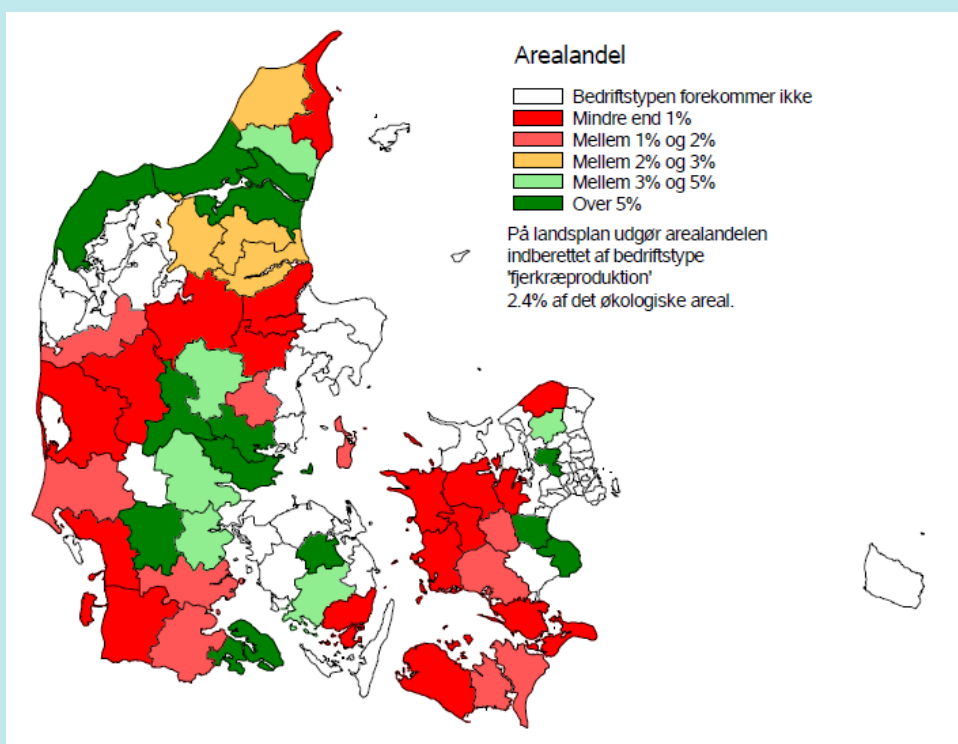 Arealandel
Bedriftstypen forekommer ikke
Mindre end 1%
Mellem 1% og 2%
Mellem 2% og 3%
Mellem 3% og 5%
Over 5%
På landsplan udgør arealandelen
indberettet af bedriftstype
'fjerkræproduktion'
2.4% af det økologiske areal.